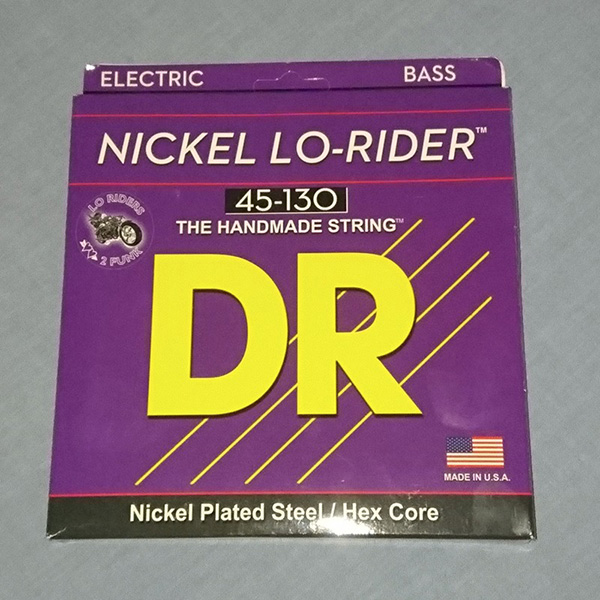 ELECTRIC BASS
NICKEL LO-RIDER™
45-130
THE HANDMADE STRING™
LO RIDERS
2 FUNK
DR
MADE IN U.S.A.
Nickel Plated Steel / Hex Core